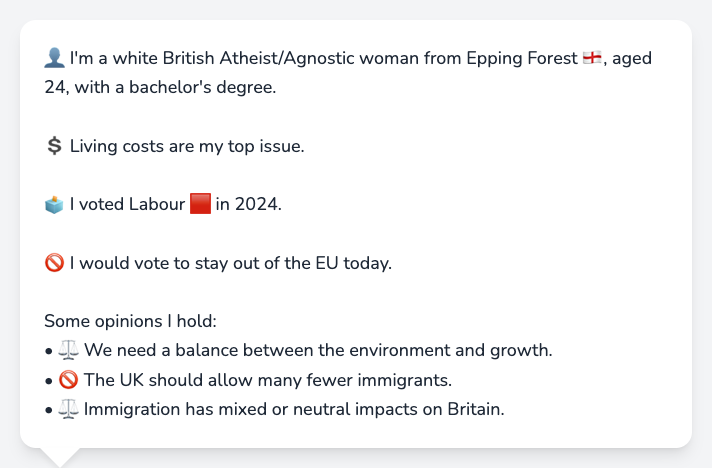 👤 I'm a white British Atheist/Agnostic woman from Epping Forest 🏴󠁧󠁢󠁥󠁮󠁧󠁿, aged
24, with a bachelor's degree.
💲 Living costs are my top issue.
🗳️ I voted Labour 🟥 in 2024.
🚫 I would vote to stay out of the EU today.
Some opinions I hold:
• ⚖️ We need a balance between the environment and growth.
• 🚫 The UK should allow many fewer immigrants.
• ⚖️ Immigration has mixed or neutral impacts on Britain.